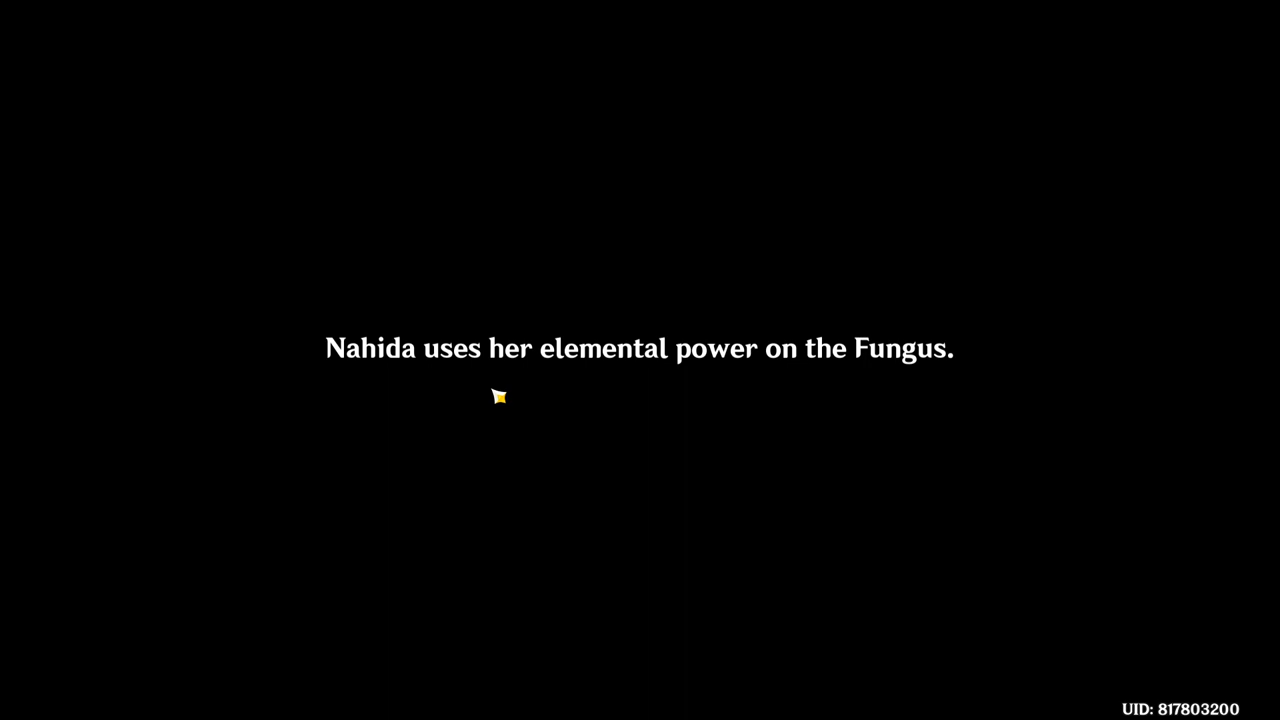 Nahida uses her elemental power on the Fungus.
UID: 817803200